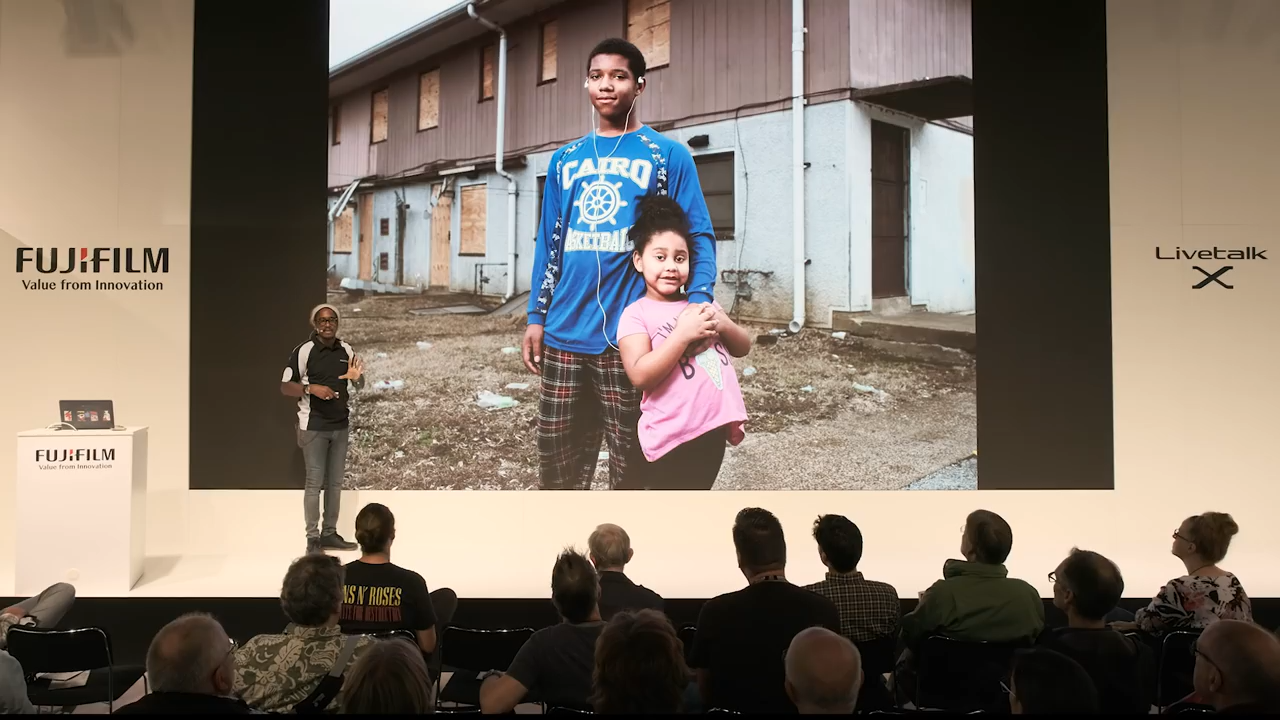 CAIRO
BASKETBALL
I'M
B
S
FUJIFILM
Value from Innovation
Livetalk
X
FUJIFILM
Value from Innovation
GUNS N' ROSES